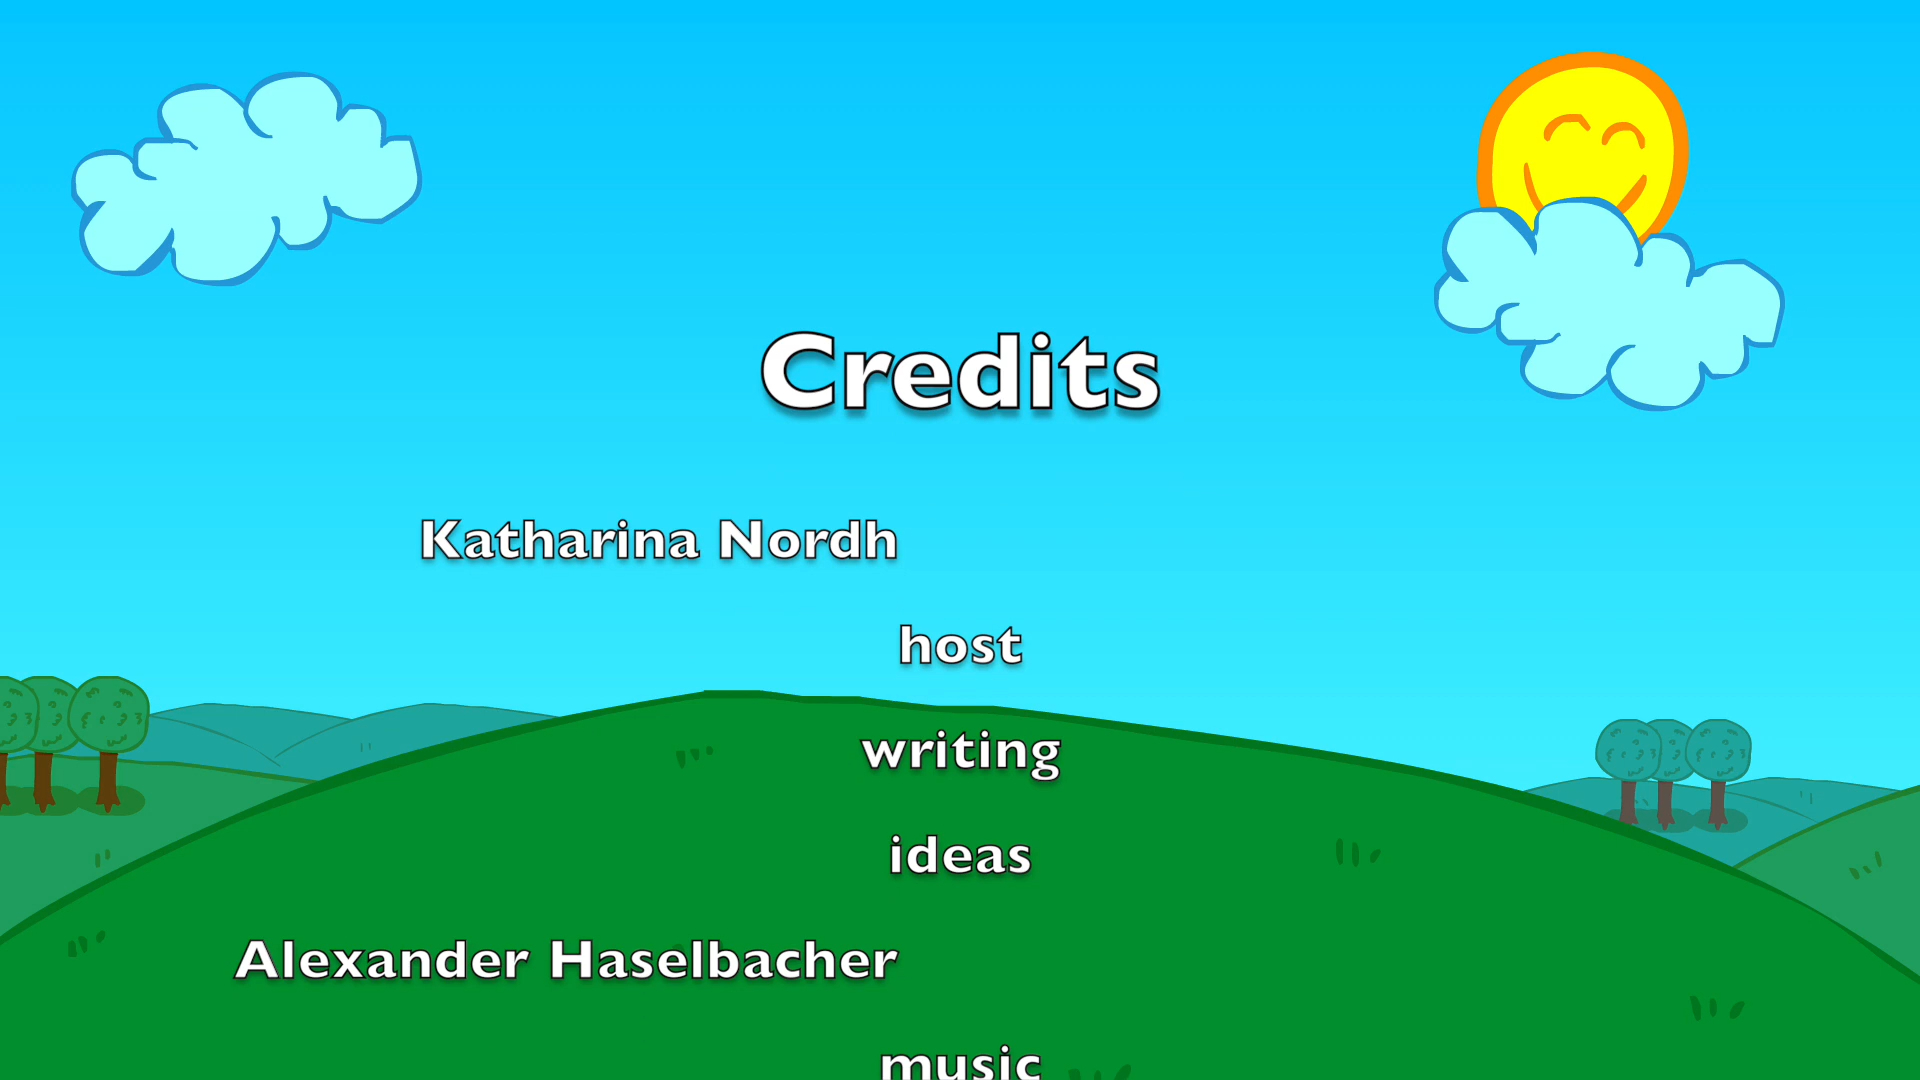 Credits
Katharina Nordh
host
writing
ideas
Alexander Haselbacher
music